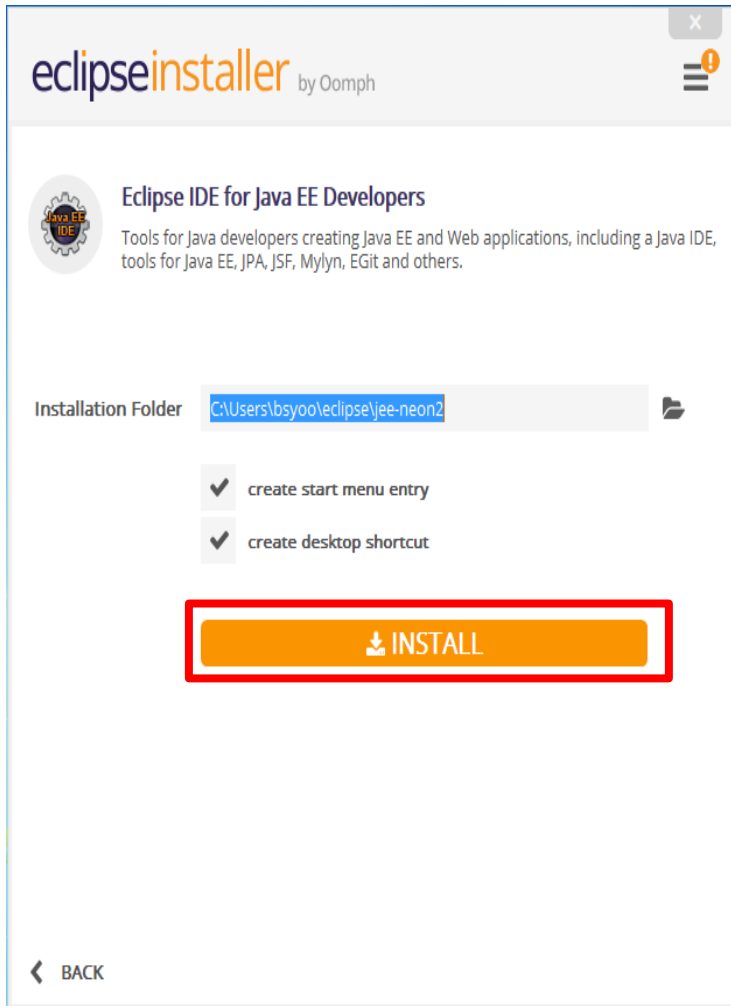 X
eclipseinstaller by Oomph
!
Java EE
IDE
Eclipse IDE for Java EE Developers
Tools for Java developers creating Java EE and Web applications, including a Java IDE,
tools for Java EE, JPA, JSF, Mylyn, EGit and others.
Installation Folder C:\Users\bsyoo\eclipse\jee-neon2
create start menu entry
create desktop shortcut
INSTALL
BACK